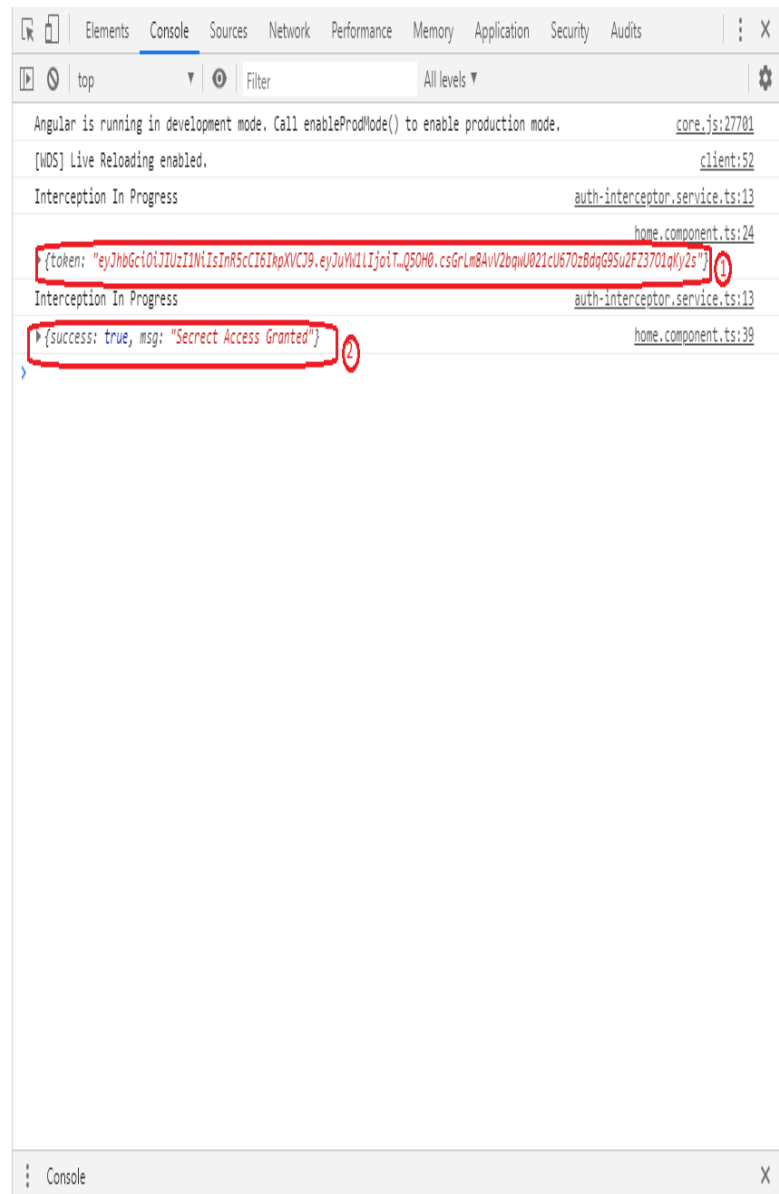 Elements Console Sources Network Performance Memory Application Security Audits
top Filter All levels
Angular is running in development mode. Call enableProdMode() to enable production mode. core.js:27701
[WDS] Live Reloading enabled. client:52
Interception In Progress auth-interceptor.service.ts:13
home.component.ts:24
{token: "eyJhbGciOiJIUzI1NiIsInR5cCI6IkpXVCJ9.eyJuYW1lIjoiT…Q5OH0.csGrLm8AvV2bqwU021cU67OzBdqG9Su2FZ37O1qKy2s"} 1
Interception In Progress auth-interceptor.service.ts:13
{success: true, msg: "Secrect Access Granted"} 2 home.component.ts:39
Console